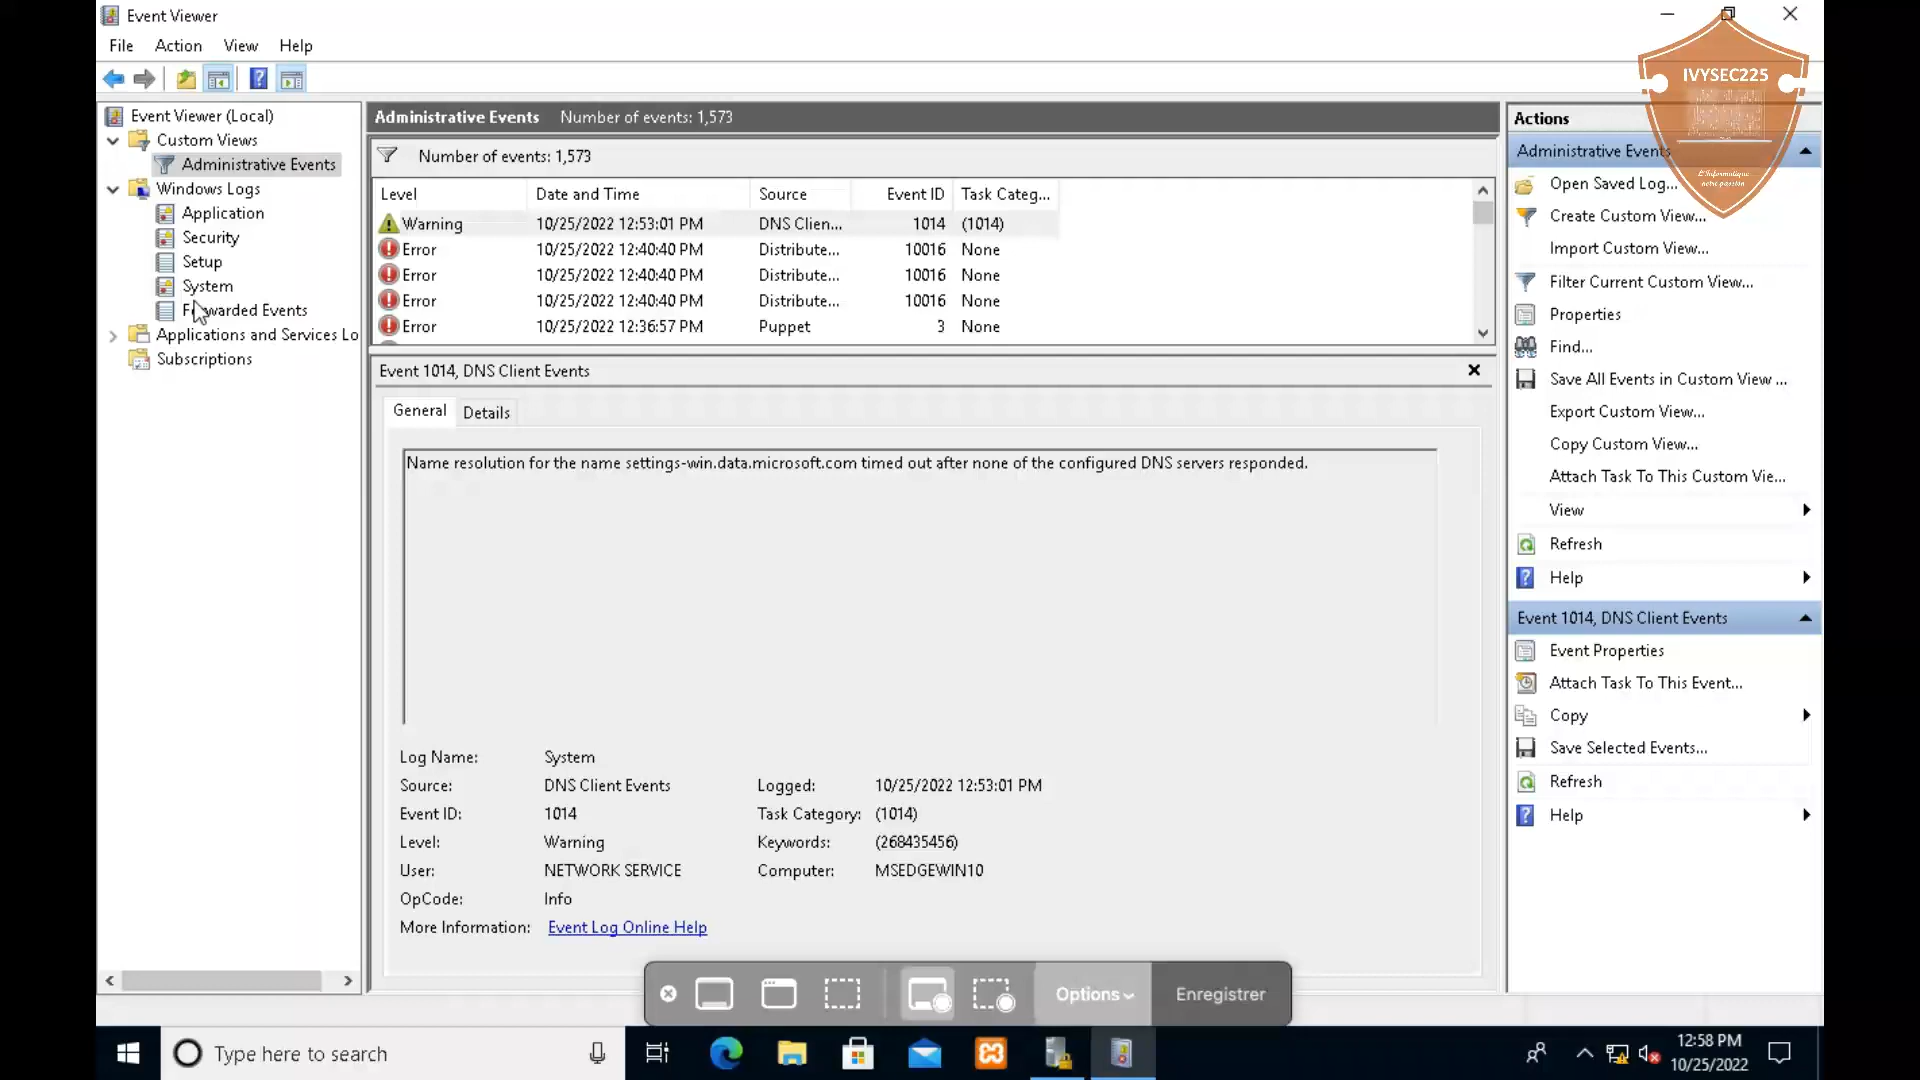 Event Viewer
File Action View Help
IVYSEC225
L'Informatique
notre passion
Event Viewer (Local)
Custom Views
Administrative Events
Windows Logs
Application
Security
Setup
System
Forwarded Events
Applications and Services Lo
Subscriptions
Administrative Events Number of events: 1,573
Number of events: 1,573
Level Date and Time Source Event ID Task Categ...
Warning 10/25/2022 12:53:01 PM DNS Clien... 1014 (1014)
Error 10/25/2022 12:40:40 PM Distribute... 10016 None
Error 10/25/2022 12:40:40 PM Distribute... 10016 None
Error 10/25/2022 12:40:40 PM Distribute... 10016 None
Error 10/25/2022 12:36:57 PM Puppet 3 None
Event 1014, DNS Client Events
General Details
Name resolution for the name settings-win.data.microsoft.com timed out after none of the configured DNS servers responded.
Log Name: System
Source: DNS Client Events Logged: 10/25/2022 12:53:01 PM
Event ID: 1014 Task Category: (1014)
Level: Warning Keywords: (268435456)
User: NETWORK SERVICE Computer: MSEDGEWIN10
OpCode: Info
More Information: Event Log Online Help
Actions
Administrative Events
Open Saved Log...
Create Custom View...
Import Custom View...
Filter Current Custom View...
Properties
Find...
Save All Events in Custom View ...
Export Custom View...
Copy Custom View...
Attach Task To This Custom Vie...
View
Refresh
Help
Event 1014, DNS Client Events
Event Properties
Attach Task To This Event...
Copy
Save Selected Events...
Refresh
Help
Options Enregistrer
Type here to search
12:58 PM
10/25/2022